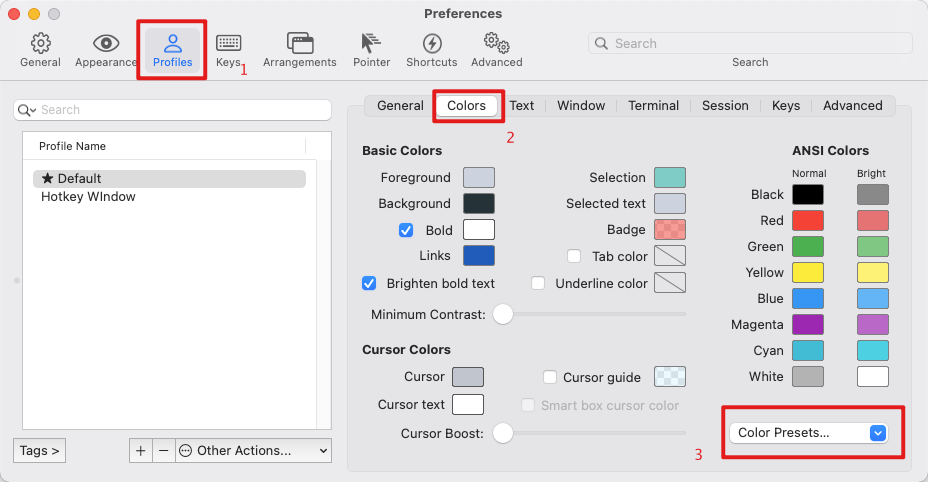 Preferences
General
Appearance
Profiles
Keys
Arrangements
Pointer
Shortcuts
Advanced
Search
Search
1
Search
Profile Name
★ Default
Hotkey WIndow
Tags >
+
−
Other Actions...
General
Colors
Text
Window
Terminal
Session
Keys
Advanced
2
Basic Colors
Foreground
Background
Bold
Links
Brighten bold text
Selection
Selected text
Badge
Tab color
Underline color
Minimum Contrast:
Cursor Colors
Cursor
Cursor text
Cursor guide
Smart box cursor color
Cursor Boost:
ANSI Colors
Normal
Bright
Black
Red
Green
Yellow
Blue
Magenta
Cyan
White
3
Color Presets...